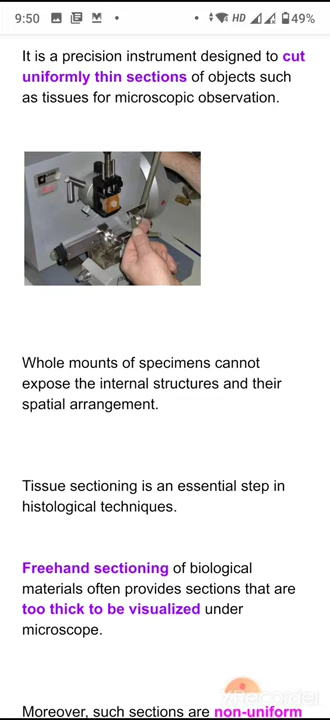 9:50 HD 49%
It is a precision instrument designed to cut
uniformly thin sections of objects such
as tissues for microscopic observation.
Whole mounts of specimens cannot
expose the internal structures and their
spatial arrangement.
Tissue sectioning is an essential step in
histological techniques.
Freehand sectioning of biological
materials often provides sections that are
too thick to be visualized under
microscope.
Moreover, such sections are non-uniform